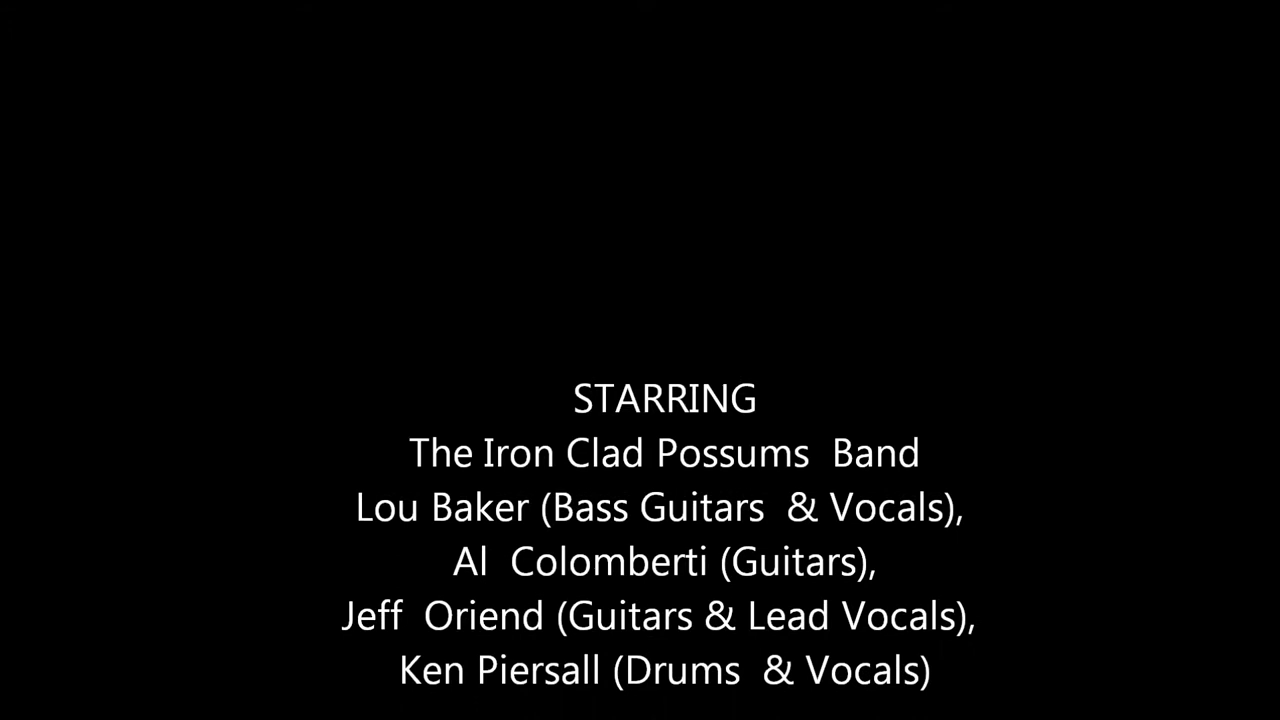 STARRING
The Iron Clad Possums  Band
Lou Baker (Bass Guitars  & Vocals),
Al  Colomberti (Guitars),
Jeff  Oriend (Guitars & Lead Vocals),
Ken Piersall (Drums  & Vocals)